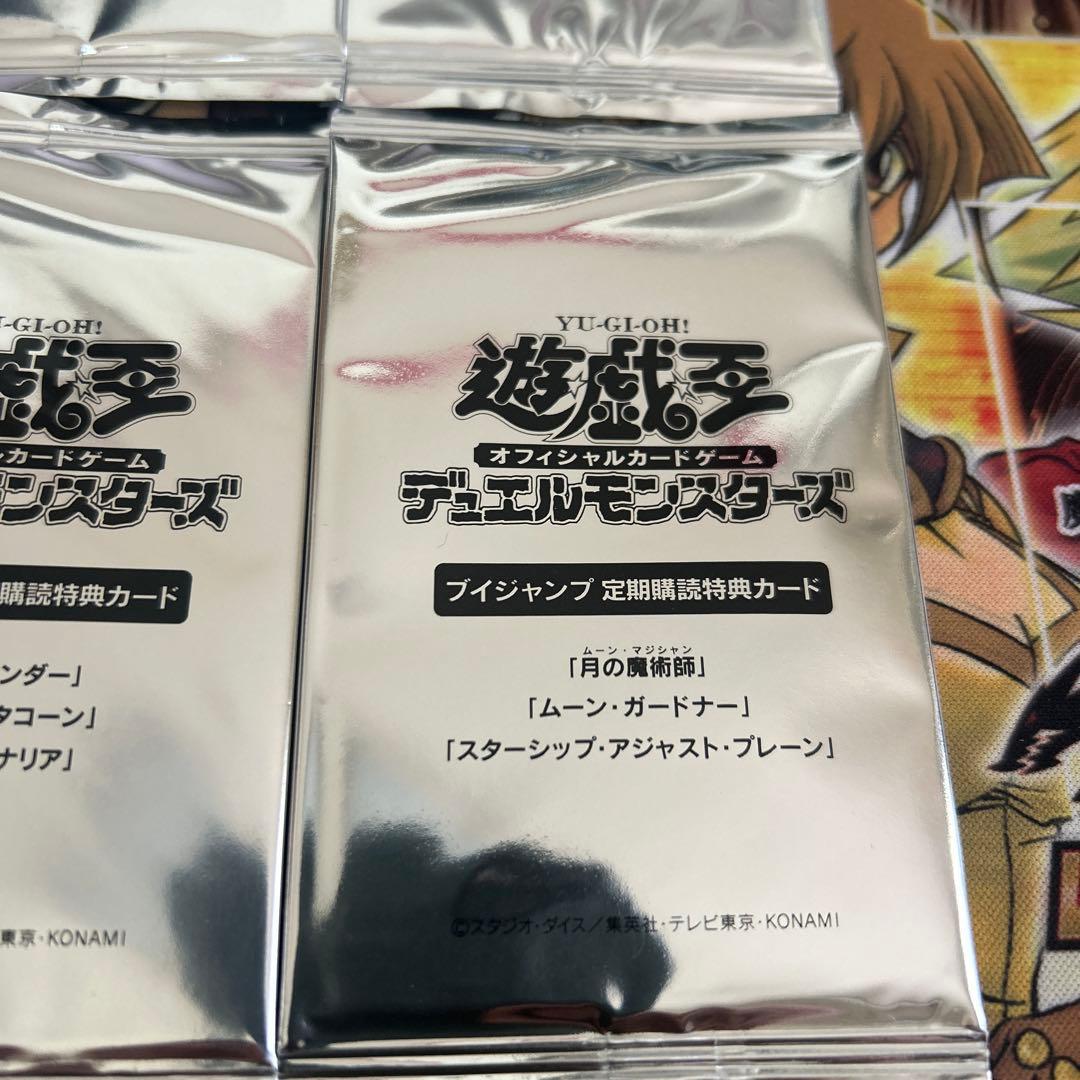 -GI-OH!
戯王
ルカードゲーム
モンスターズ
購読特典カード
ンダー」
タコーン」
ナリア」
東京・KONAMI
YU-GI-OH!
遊戯王
オフィシャルカードゲーム
デュエルモンスターズ
ブイジャンプ 定期購読特典カード
ムーン・マジシャン
「月の魔術師」
「ムーン・ガードナー」
「スターシップ・アジャスト・プレーン」
©スタジオ・ダイス／集英社・テレビ東京・KONAMI